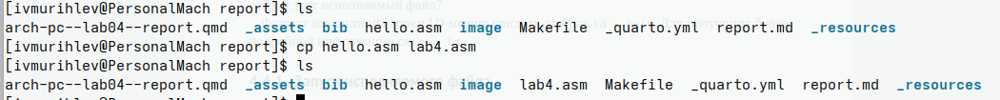 [ivmurihlev@PersonalMach report]$ ls
arch-pc--lab04--report.qmd _assets bib hello.asm image Makefile _quarto.yml report.md _resources
[ivmurihlev@PersonalMach report]$ cp hello.asm lab4.asm
[ivmurihlev@PersonalMach report]$ ls
arch-pc--lab04--report.qmd _assets bib hello.asm image lab4.asm Makefile _quarto.yml report.md _resources
[ivmurihlev@PersonalMach report]$